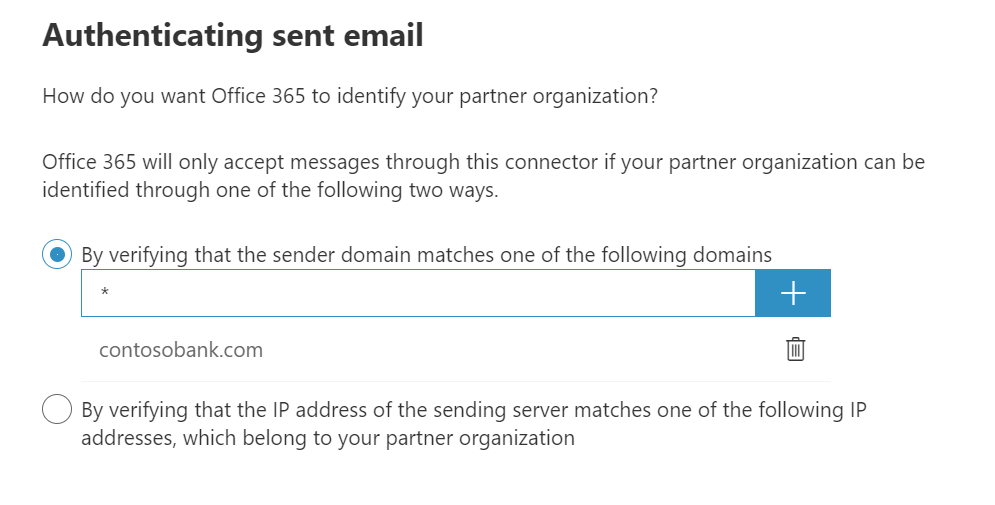 Authenticating sent email
How do you want Office 365 to identify your partner organization?
Office 365 will only accept messages through this connector if your partner organization can be
identified through one of the following two ways.
By verifying that the sender domain matches one of the following domains
*
contosobank.com
By verifying that the IP address of the sending server matches one of the following IP
addresses, which belong to your partner organization